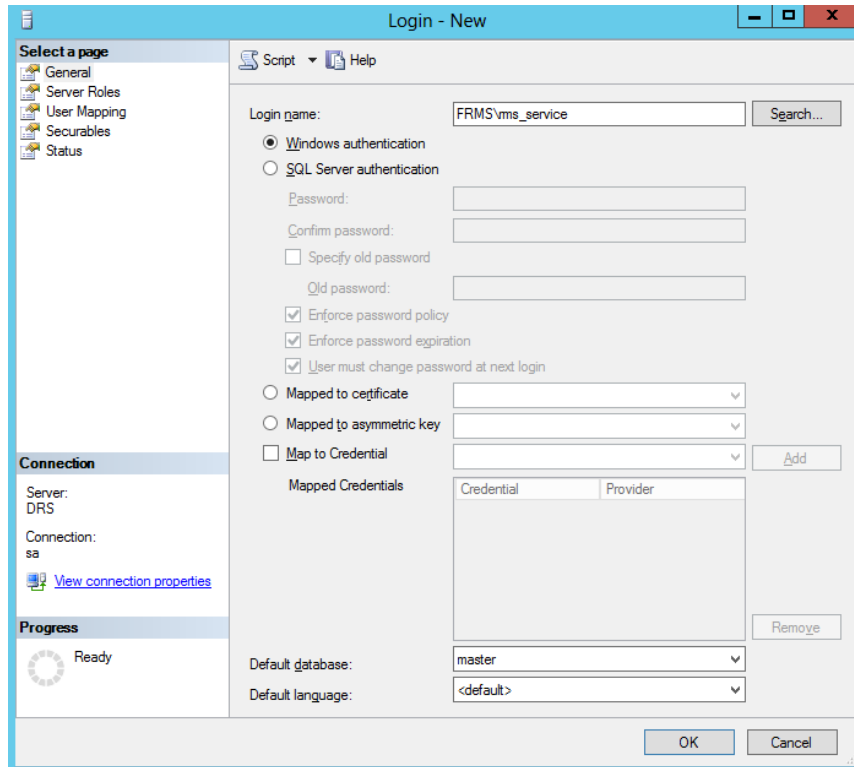 Login - New
Select a page
General
Server Roles
User Mapping
Securables
Status
Script
Help
Login name:
FRMS\rms_service
Search...
Windows authentication
SQL Server authentication
Password:
Confirm password:
Specify old password
Old password:
Enforce password policy
Enforce password expiration
User must change password at next login
Mapped to certificate
Mapped to asymmetric key
Map to Credential
Add
Mapped Credentials
Credential
Provider
Remove
Default database:
master
Default language:
<default>
Connection
Server:
DRS
Connection:
sa
View connection properties
Progress
Ready
OK
Cancel